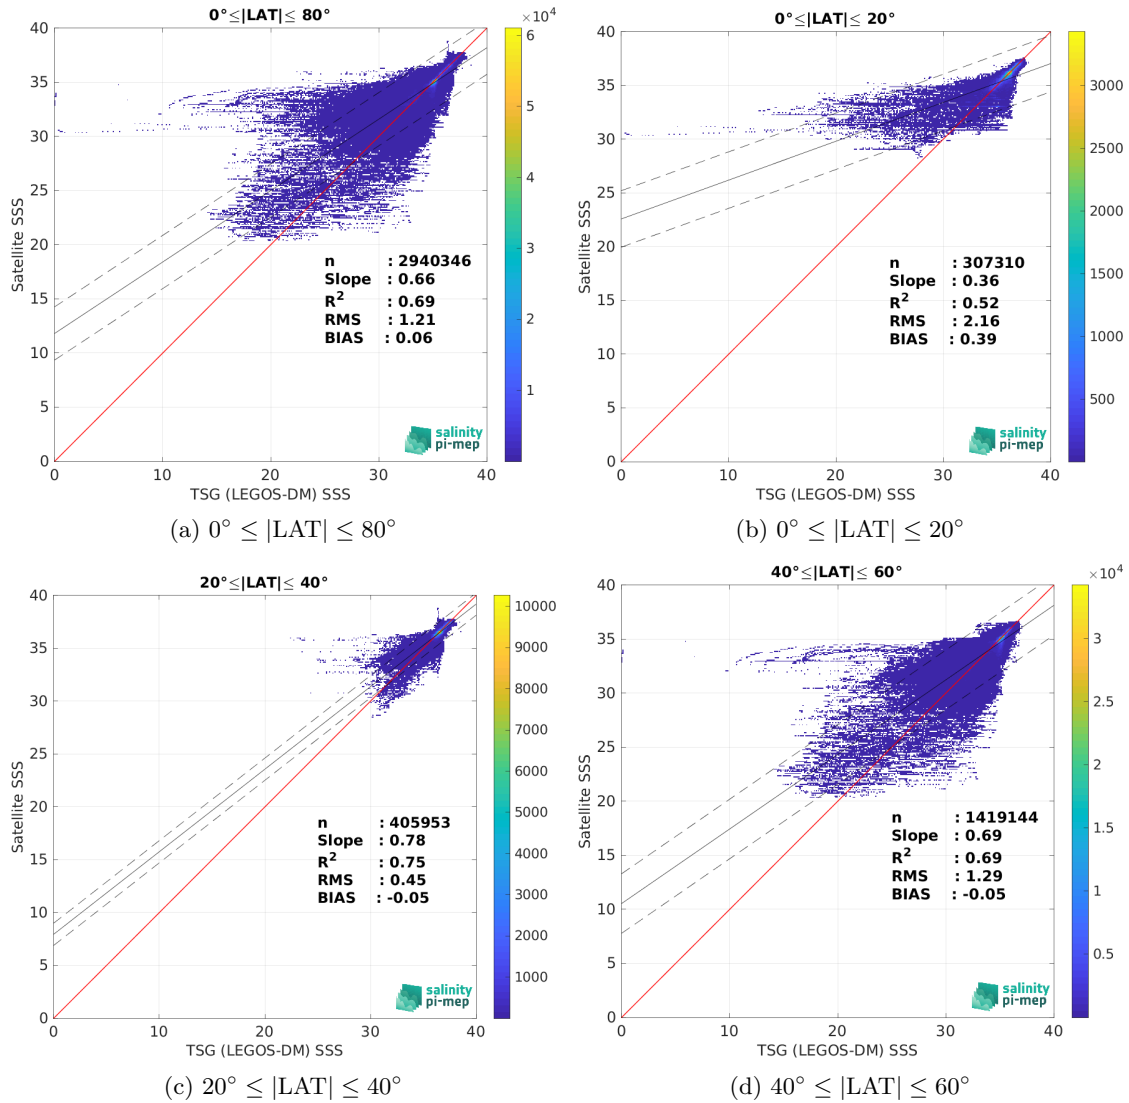 0°≤|LAT|≤ 80°
×10⁴
40
35
30
25
20
15
10
5
0
Satellite SSS
0
10
20
30
40
TSG (LEGOS-DM) SSS
6
5
4
3
2
1
n : 2940346
Slope : 0.66
R² : 0.69
RMS : 1.21
BIAS : 0.06
salinity
pi-mep
(a) 0° ≤ |LAT| ≤ 80°
0°≤|LAT|≤ 20°
40
35
30
25
20
15
10
5
0
Satellite SSS
0
10
20
30
40
TSG (LEGOS-DM) SSS
3000
2500
2000
1500
1000
500
n : 307310
Slope : 0.36
R² : 0.52
RMS : 2.16
BIAS : 0.39
salinity
pi-mep
(b) 0° ≤ |LAT| ≤ 20°
20°≤|LAT|≤ 40°
40
35
30
25
20
15
10
5
0
Satellite SSS
0
10
20
30
40
TSG (LEGOS-DM) SSS
10000
9000
8000
7000
6000
5000
4000
3000
2000
1000
n : 405953
Slope : 0.78
R² : 0.75
RMS : 0.45
BIAS : -0.05
salinity
pi-mep
(c) 20° ≤ |LAT| ≤ 40°
40°≤|LAT|≤ 60°
×10⁴
40
35
30
25
20
15
10
5
0
Satellite SSS
0
10
20
30
40
TSG (LEGOS-DM) SSS
3
2.5
2
1.5
1
0.5
n : 1419144
Slope : 0.69
R² : 0.69
RMS : 1.29
BIAS : -0.05
salinity
pi-mep
(d) 40° ≤ |LAT| ≤ 60°